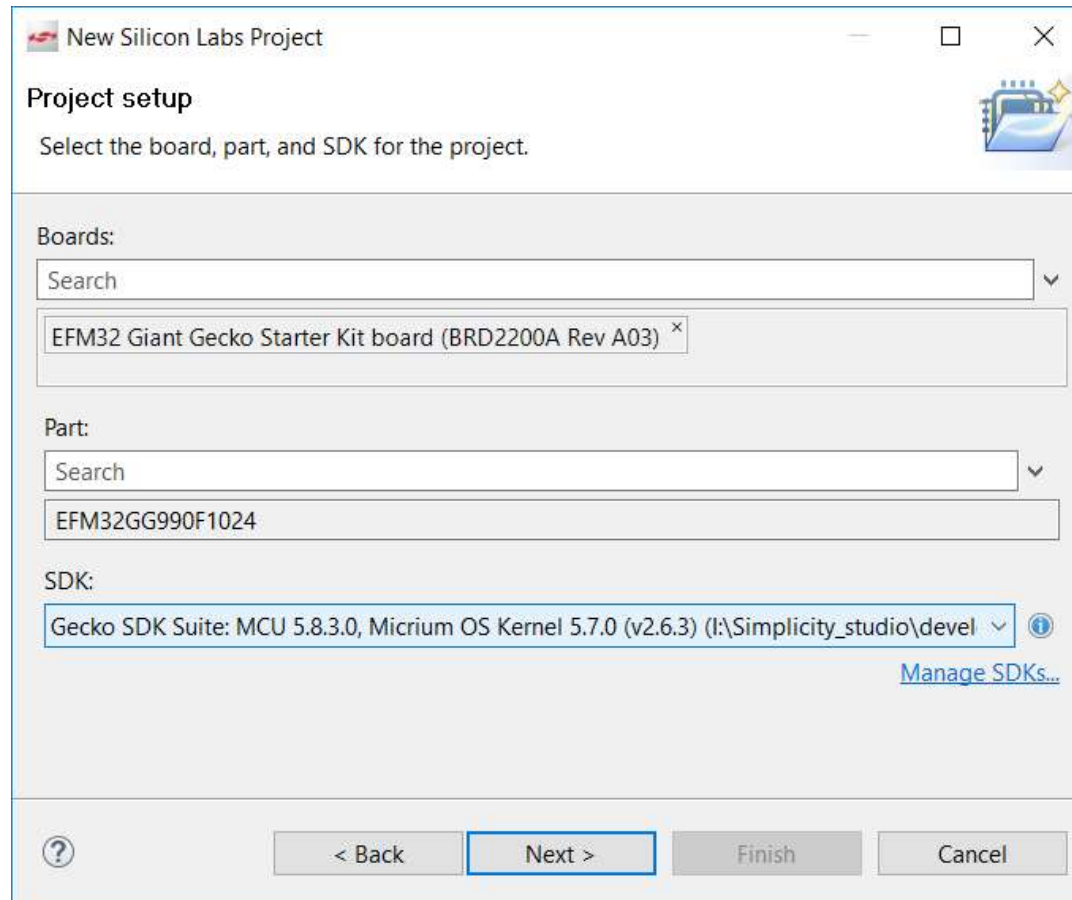 New Silicon Labs Project
Project setup
Select the board, part, and SDK for the project.
Boards:
Search
EFM32 Giant Gecko Starter Kit board (BRD2200A Rev A03) ×
Part:
Search
EFM32GG990F1024
SDK:
Gecko SDK Suite: MCU 5.8.3.0, Micrium OS Kernel 5.7.0 (v2.6.3) (I:\Simplicity_studio\devel
Manage SDKs...
< Back
Next >
Finish
Cancel